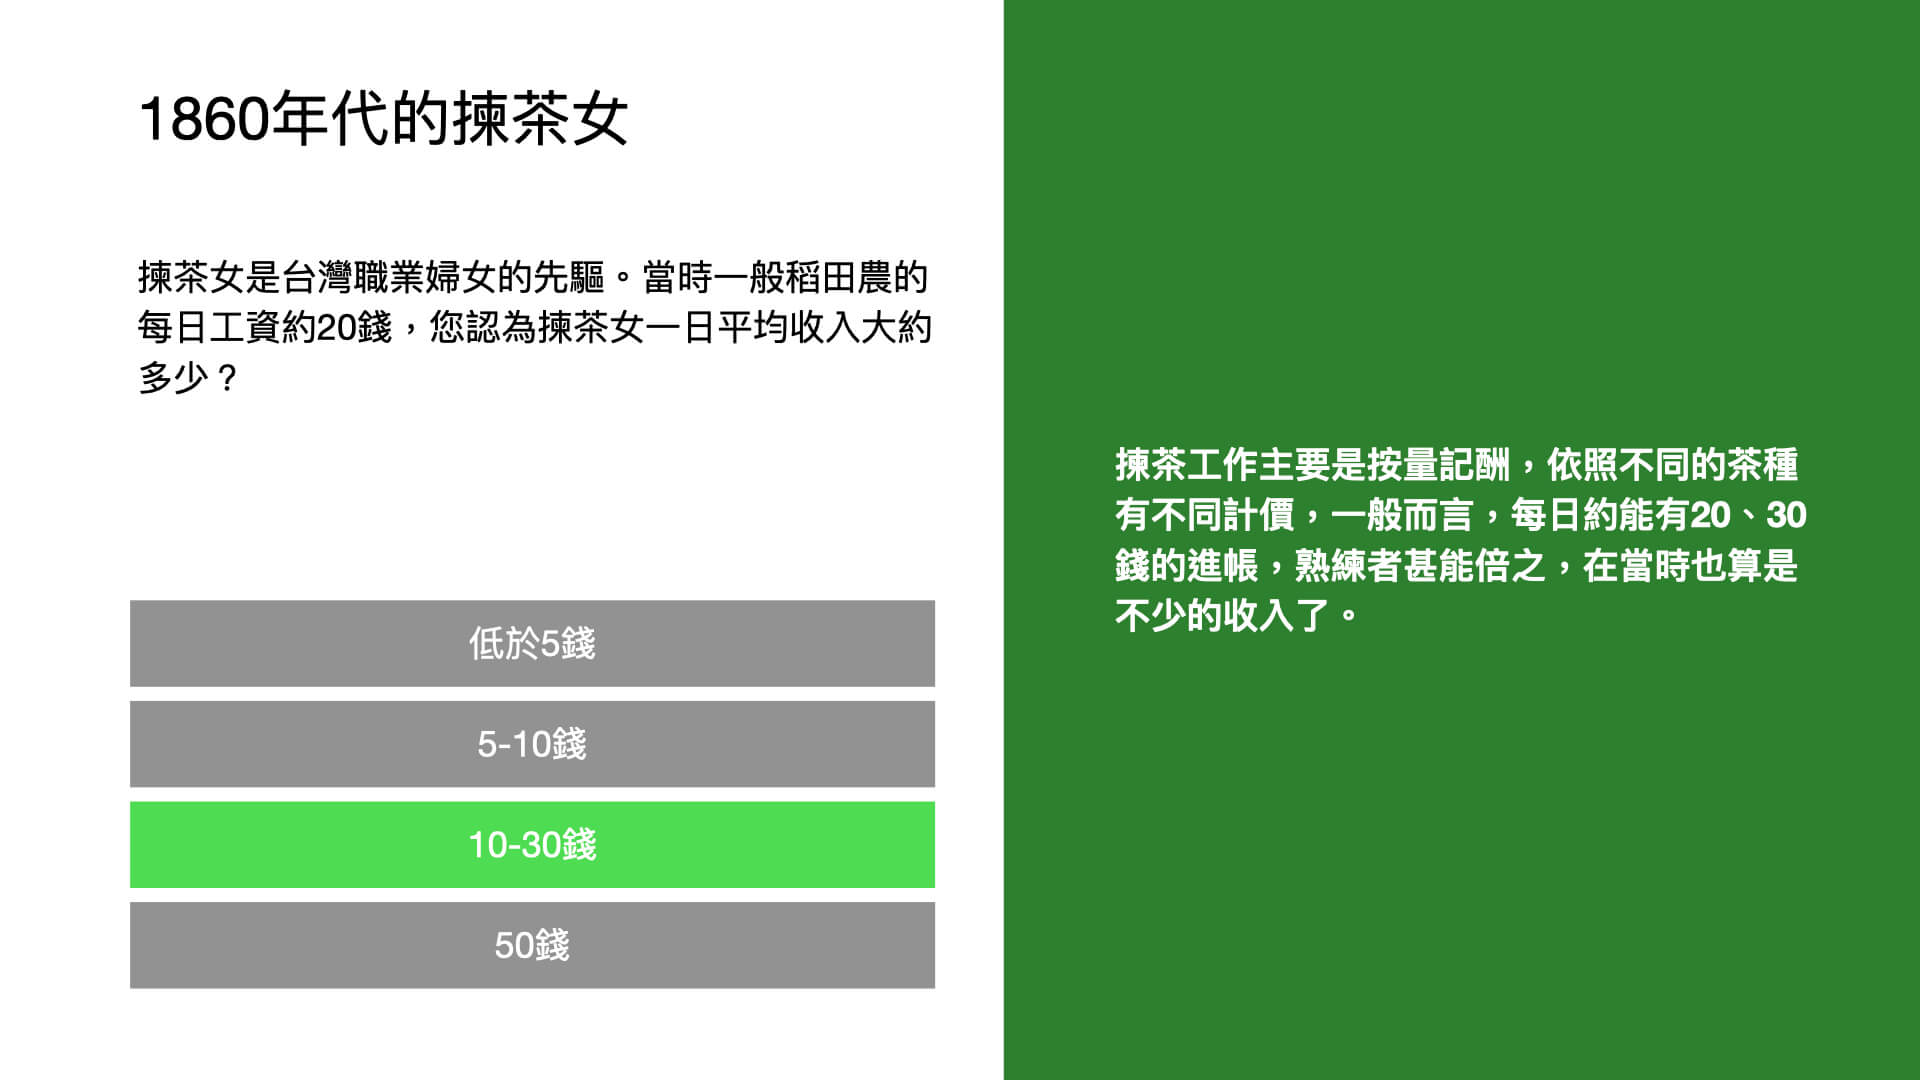 1860年代的揀茶女
揀茶女是台灣職業婦女的先驅。當時一般稻田農的
每日工資約20錢，您認為揀茶女一日平均收入大約
多少？
低於5錢
5-10錢
10-30錢
50錢
揀茶工作主要是按量記酬，依照不同的茶種
有不同計價，一般而言，每日約能有20、30
錢的進帳，熟練者甚能倍之，在當時也算是
不少的收入了。